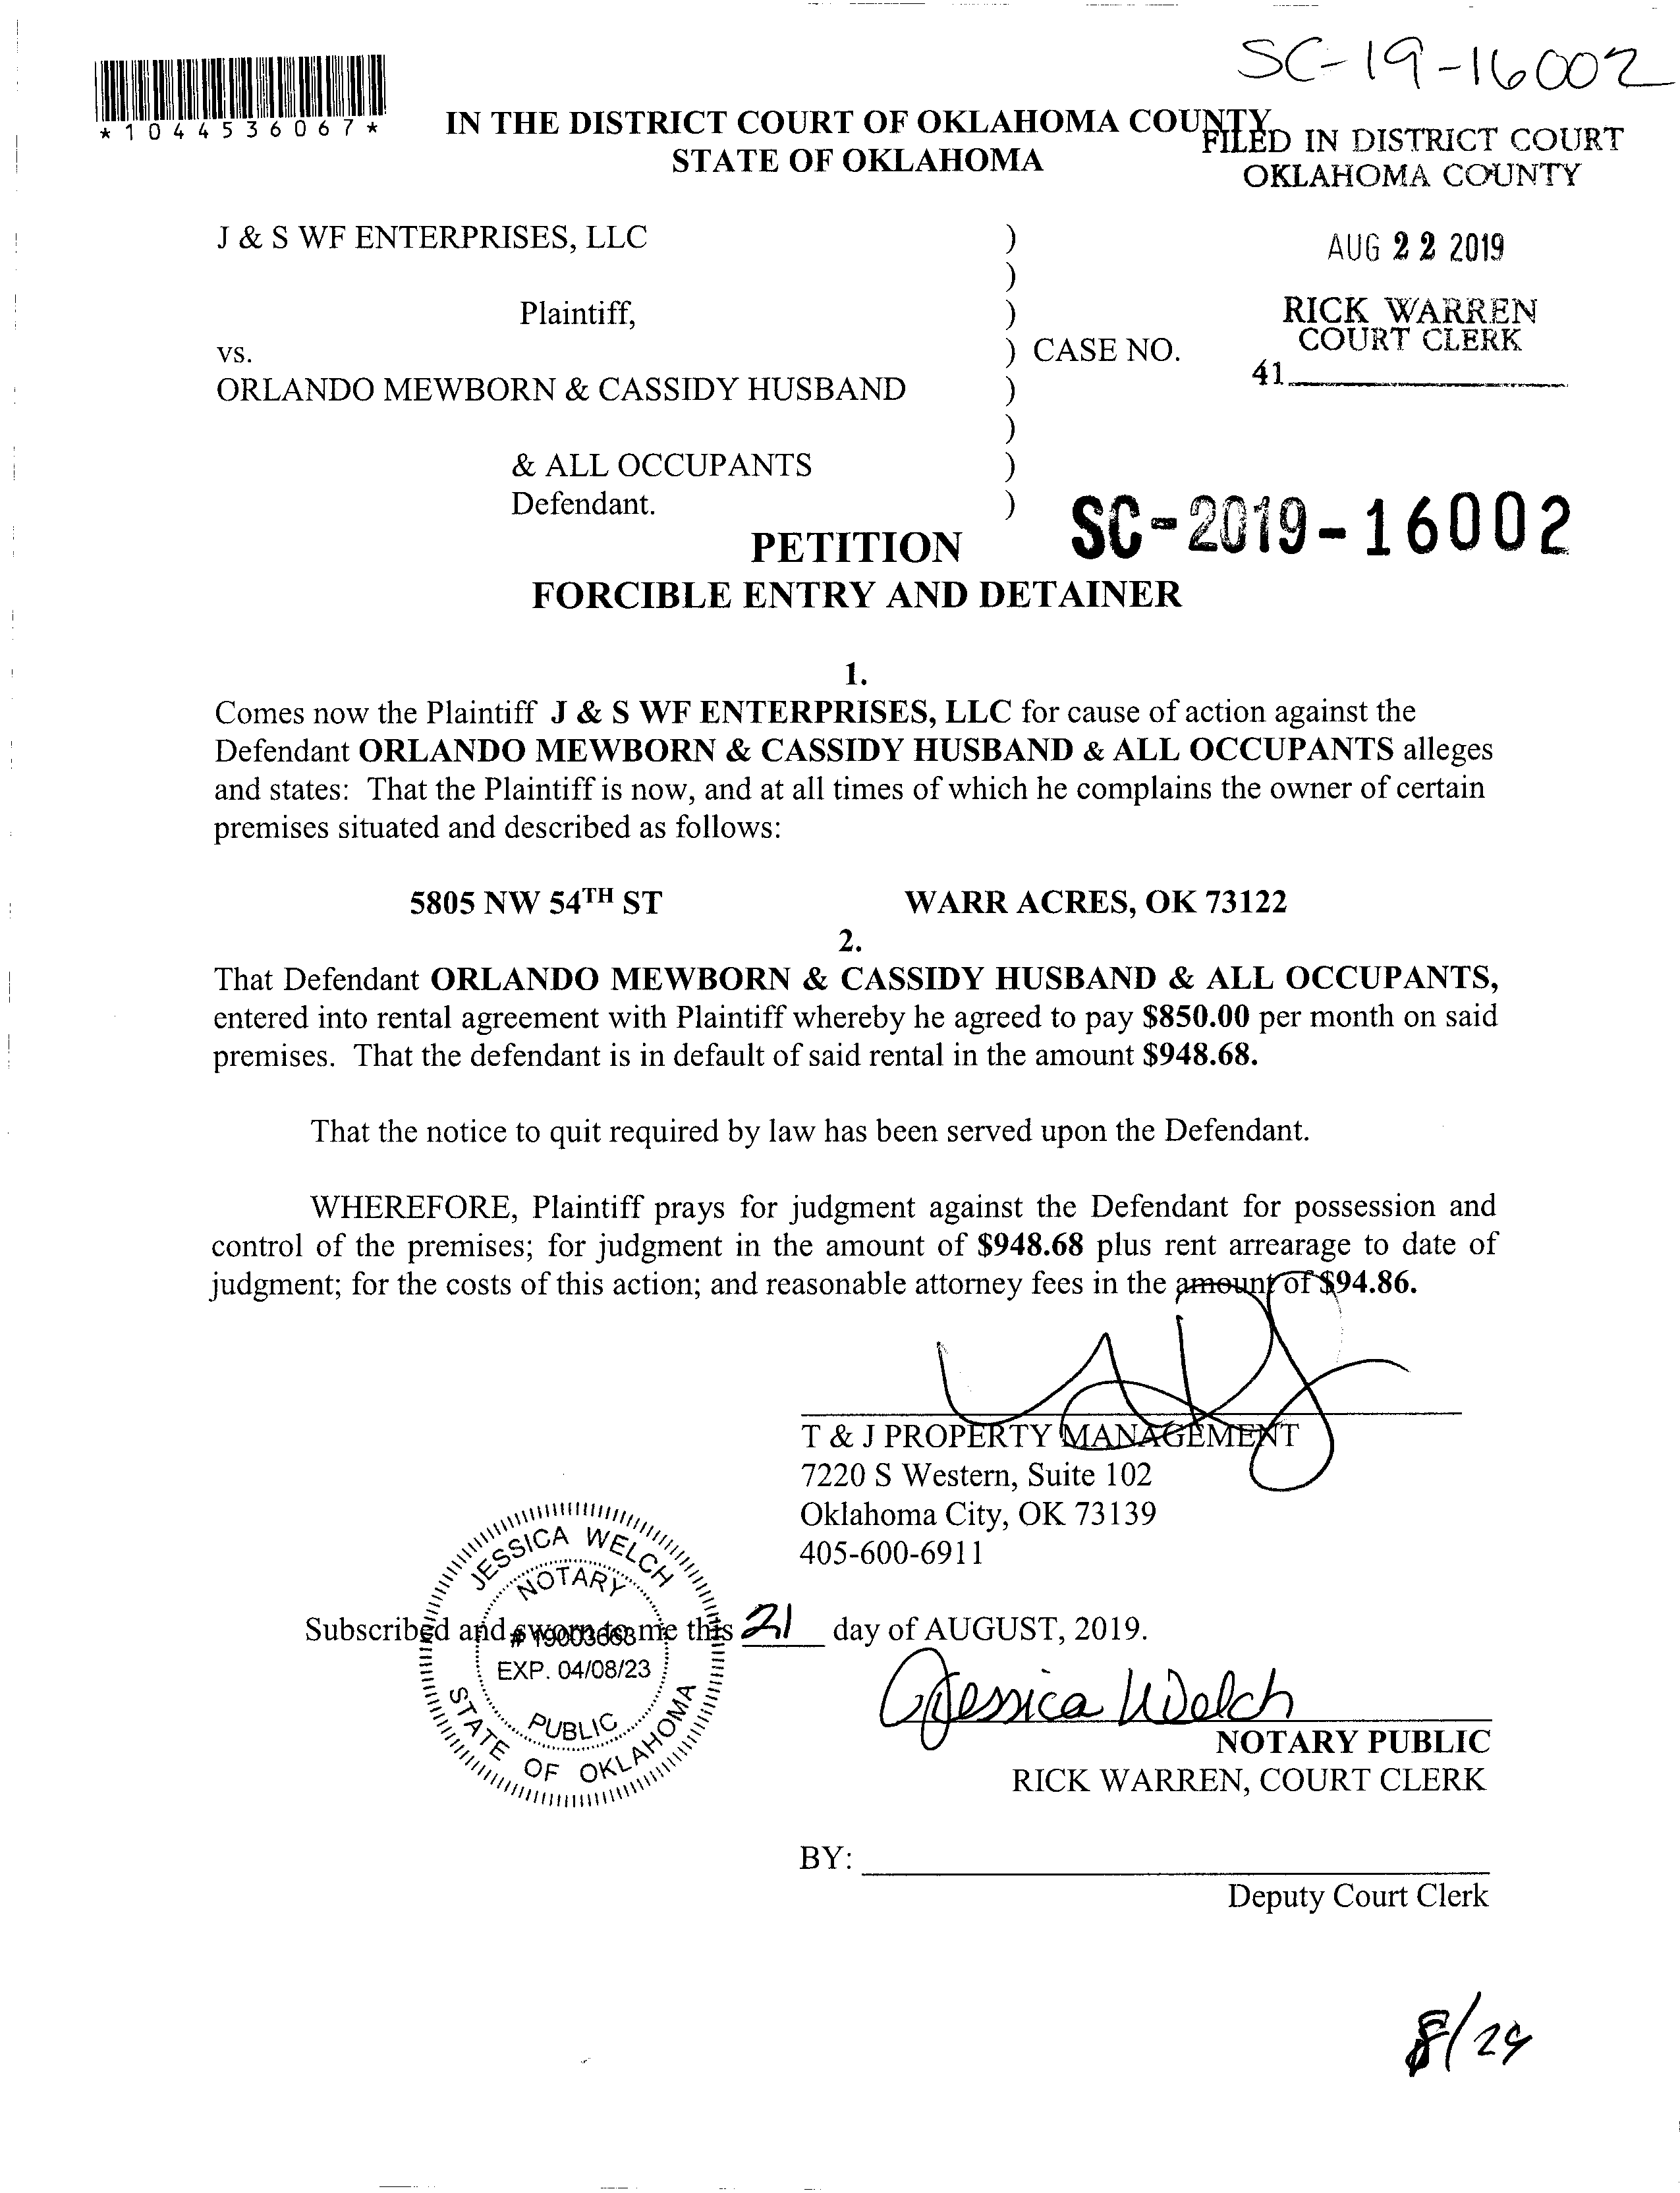 SC-19-16002
*1044536067*
IN THE DISTRICT COURT OF OKLAHOMA COUNTY
STATE OF OKLAHOMA
FILED IN DISTRICT COURT
OKLAHOMA COUNTY
AUG 22 2019
RICK WARREN
COURT CLERK
41
J & S WF ENTERPRISES, LLC )
)
Plaintiff, )
vs. ) CASE NO.
ORLANDO MEWBORN & CASSIDY HUSBAND )
)
& ALL OCCUPANTS )
Defendant. )
SC-2019-16002
PETITION
FORCIBLE ENTRY AND DETAINER
1.
Comes now the Plaintiff J & S WF ENTERPRISES, LLC for cause of action against the
Defendant ORLANDO MEWBORN & CASSIDY HUSBAND & ALL OCCUPANTS alleges
and states: That the Plaintiff is now, and at all times of which he complains the owner of certain
premises situated and described as follows:
5805 NW 54TH ST WARR ACRES, OK 73122
2.
That Defendant ORLANDO MEWBORN & CASSIDY HUSBAND & ALL OCCUPANTS,
entered into rental agreement with Plaintiff whereby he agreed to pay $850.00 per month on said
premises. That the defendant is in default of said rental in the amount $948.68.
That the notice to quit required by law has been served upon the Defendant.
WHEREFORE, Plaintiff prays for judgment against the Defendant for possession and
control of the premises; for judgment in the amount of $948.68 plus rent arrearage to date of
judgment; for the costs of this action; and reasonable attorney fees in the amount of $94.86.
T & J PROPERTY MANAGEMENT
7220 S Western, Suite 102
Oklahoma City, OK 73139
405-600-6911
JESSICA WELCH
NOTARY
# 19003663
EXP. 04/08/23
PUBLIC
STATE OF OKLAHOMA
Subscribed and sworn to me this 21 day of AUGUST, 2019.
Jessica Welch
NOTARY PUBLIC
RICK WARREN, COURT CLERK
BY:
Deputy Court Clerk